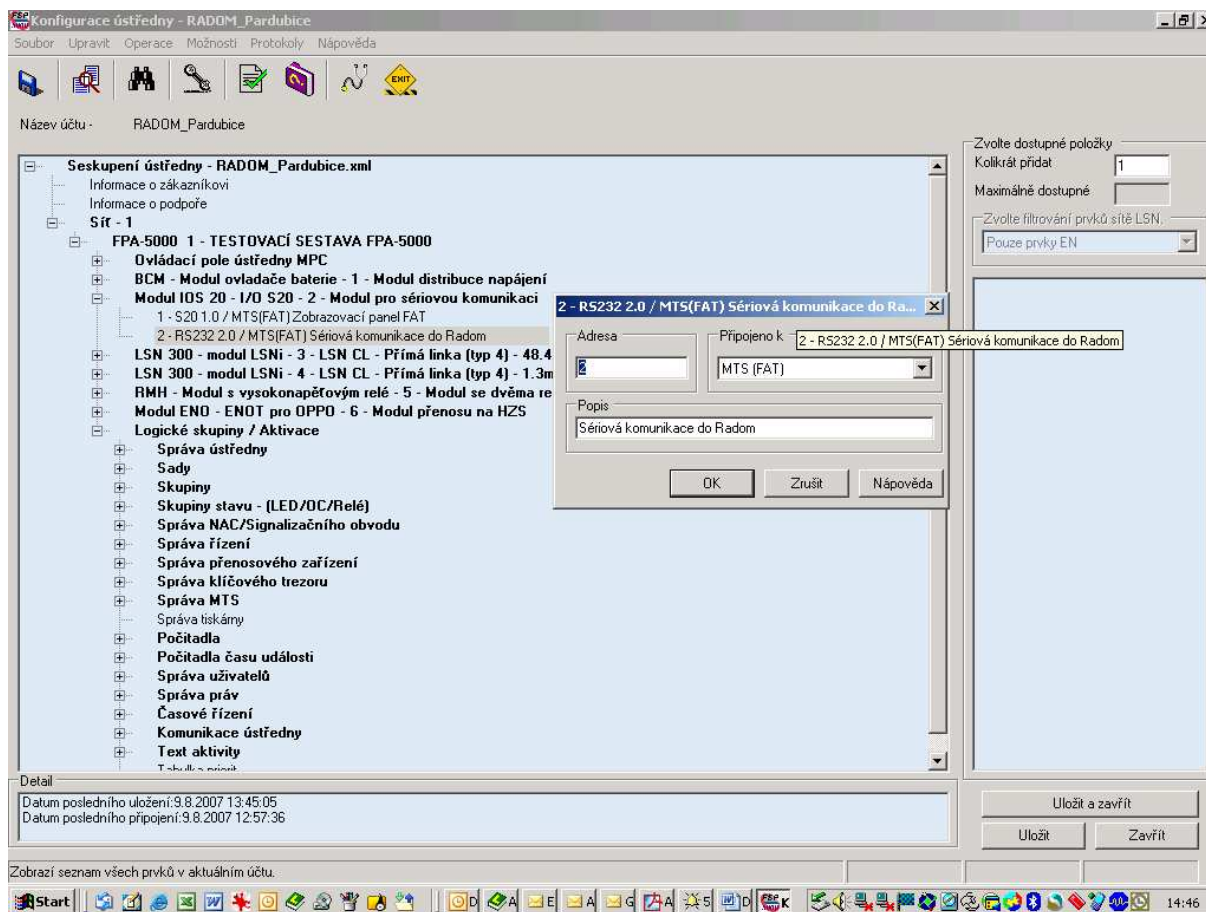 Konfigurace ústředny - RADOM_Pardubice
Soubor Upravit Operace Možnosti Protokoly Nápověda
EXIT
Název účtu - RADOM_Pardubice
Seskupení ústředny - RADOM_Pardubice.xml
Informace o zákazníkovi
Informace o podpoře
Síť - 1
FPA-5000 1 - TESTOVACÍ SESTAVA FPA-5000
Ovládací pole ústředny MPC
BCM - Modul ovladače baterie - 1 - Modul distribuce napájení
Modul IOS 20 - I/O S20 - 2 - Modul pro sériovou komunikaci
1 - S20 1.0 / MTS(FAT) Zobrazovací panel FAT
2 - RS232 2.0 / MTS(FAT) Sériová komunikace do Radom
LSN 300 - modul LSNi - 3 - LSN CL - Přímá linka (typ 4) - 48.4
LSN 300 - modul LSNi - 4 - LSN CL - Přímá linka (typ 4) - 1.3m
RMH - Modul s vysokonapěťovým relé - 5 - Modul se dvěma re
Modul ENO - ENOT pro OPPO - 6 - Modul přenosu na HZS
Logické skupiny / Aktivace
Správa ústředny
Sady
Skupiny
Skupiny stavu - (LED/OC/Relé)
Správa NAC/Signalizačního obvodu
Správa řízení
Správa přenosového zařízení
Správa klíčového trezoru
Správa MTS
Správa tiskárny
Počitadla
Počitadla času události
Správa uživatelů
Správa práv
Časové řízení
Komunikace ústředny
Text aktivity
Tabulka priorit
2 - RS232 2.0 / MTS(FAT) Sériová komunikace do Ra...
Adresa
2
Připojeno k
2 - RS232 2.0 / MTS(FAT) Sériová komunikace do Radom
MTS (FAT)
Popis
Sériová komunikace do Radom
OK Zrušit Nápověda
Zvolte dostupné položky
Kolikrát přidat 1
Maximálně dostupné
Zvolte filtrování prvků sítě LSN.
Pouze prvky EN
Detail
Datum posledního uložení:9.8.2007 13:45:05
Datum posledního připojení:9.8.2007 12:57:36
Uložit a zavřít
Uložit Zavřít
Zobrazí seznam všech prvků v aktuálním účtu.
Start D A E A G A 5 D K 14:46